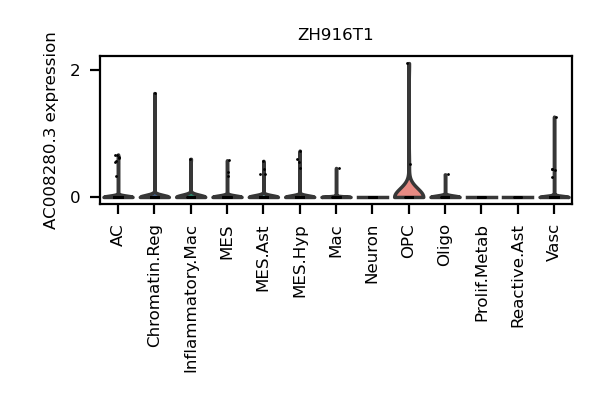 ZH916T1
AC008280.3 expression
2
0
AC
Chromatin.Reg
Inflammatory.Mac
MES
MES.Ast
MES.Hyp
Mac
Neuron
OPC
Oligo
Prolif.Metab
Reactive.Ast
Vasc